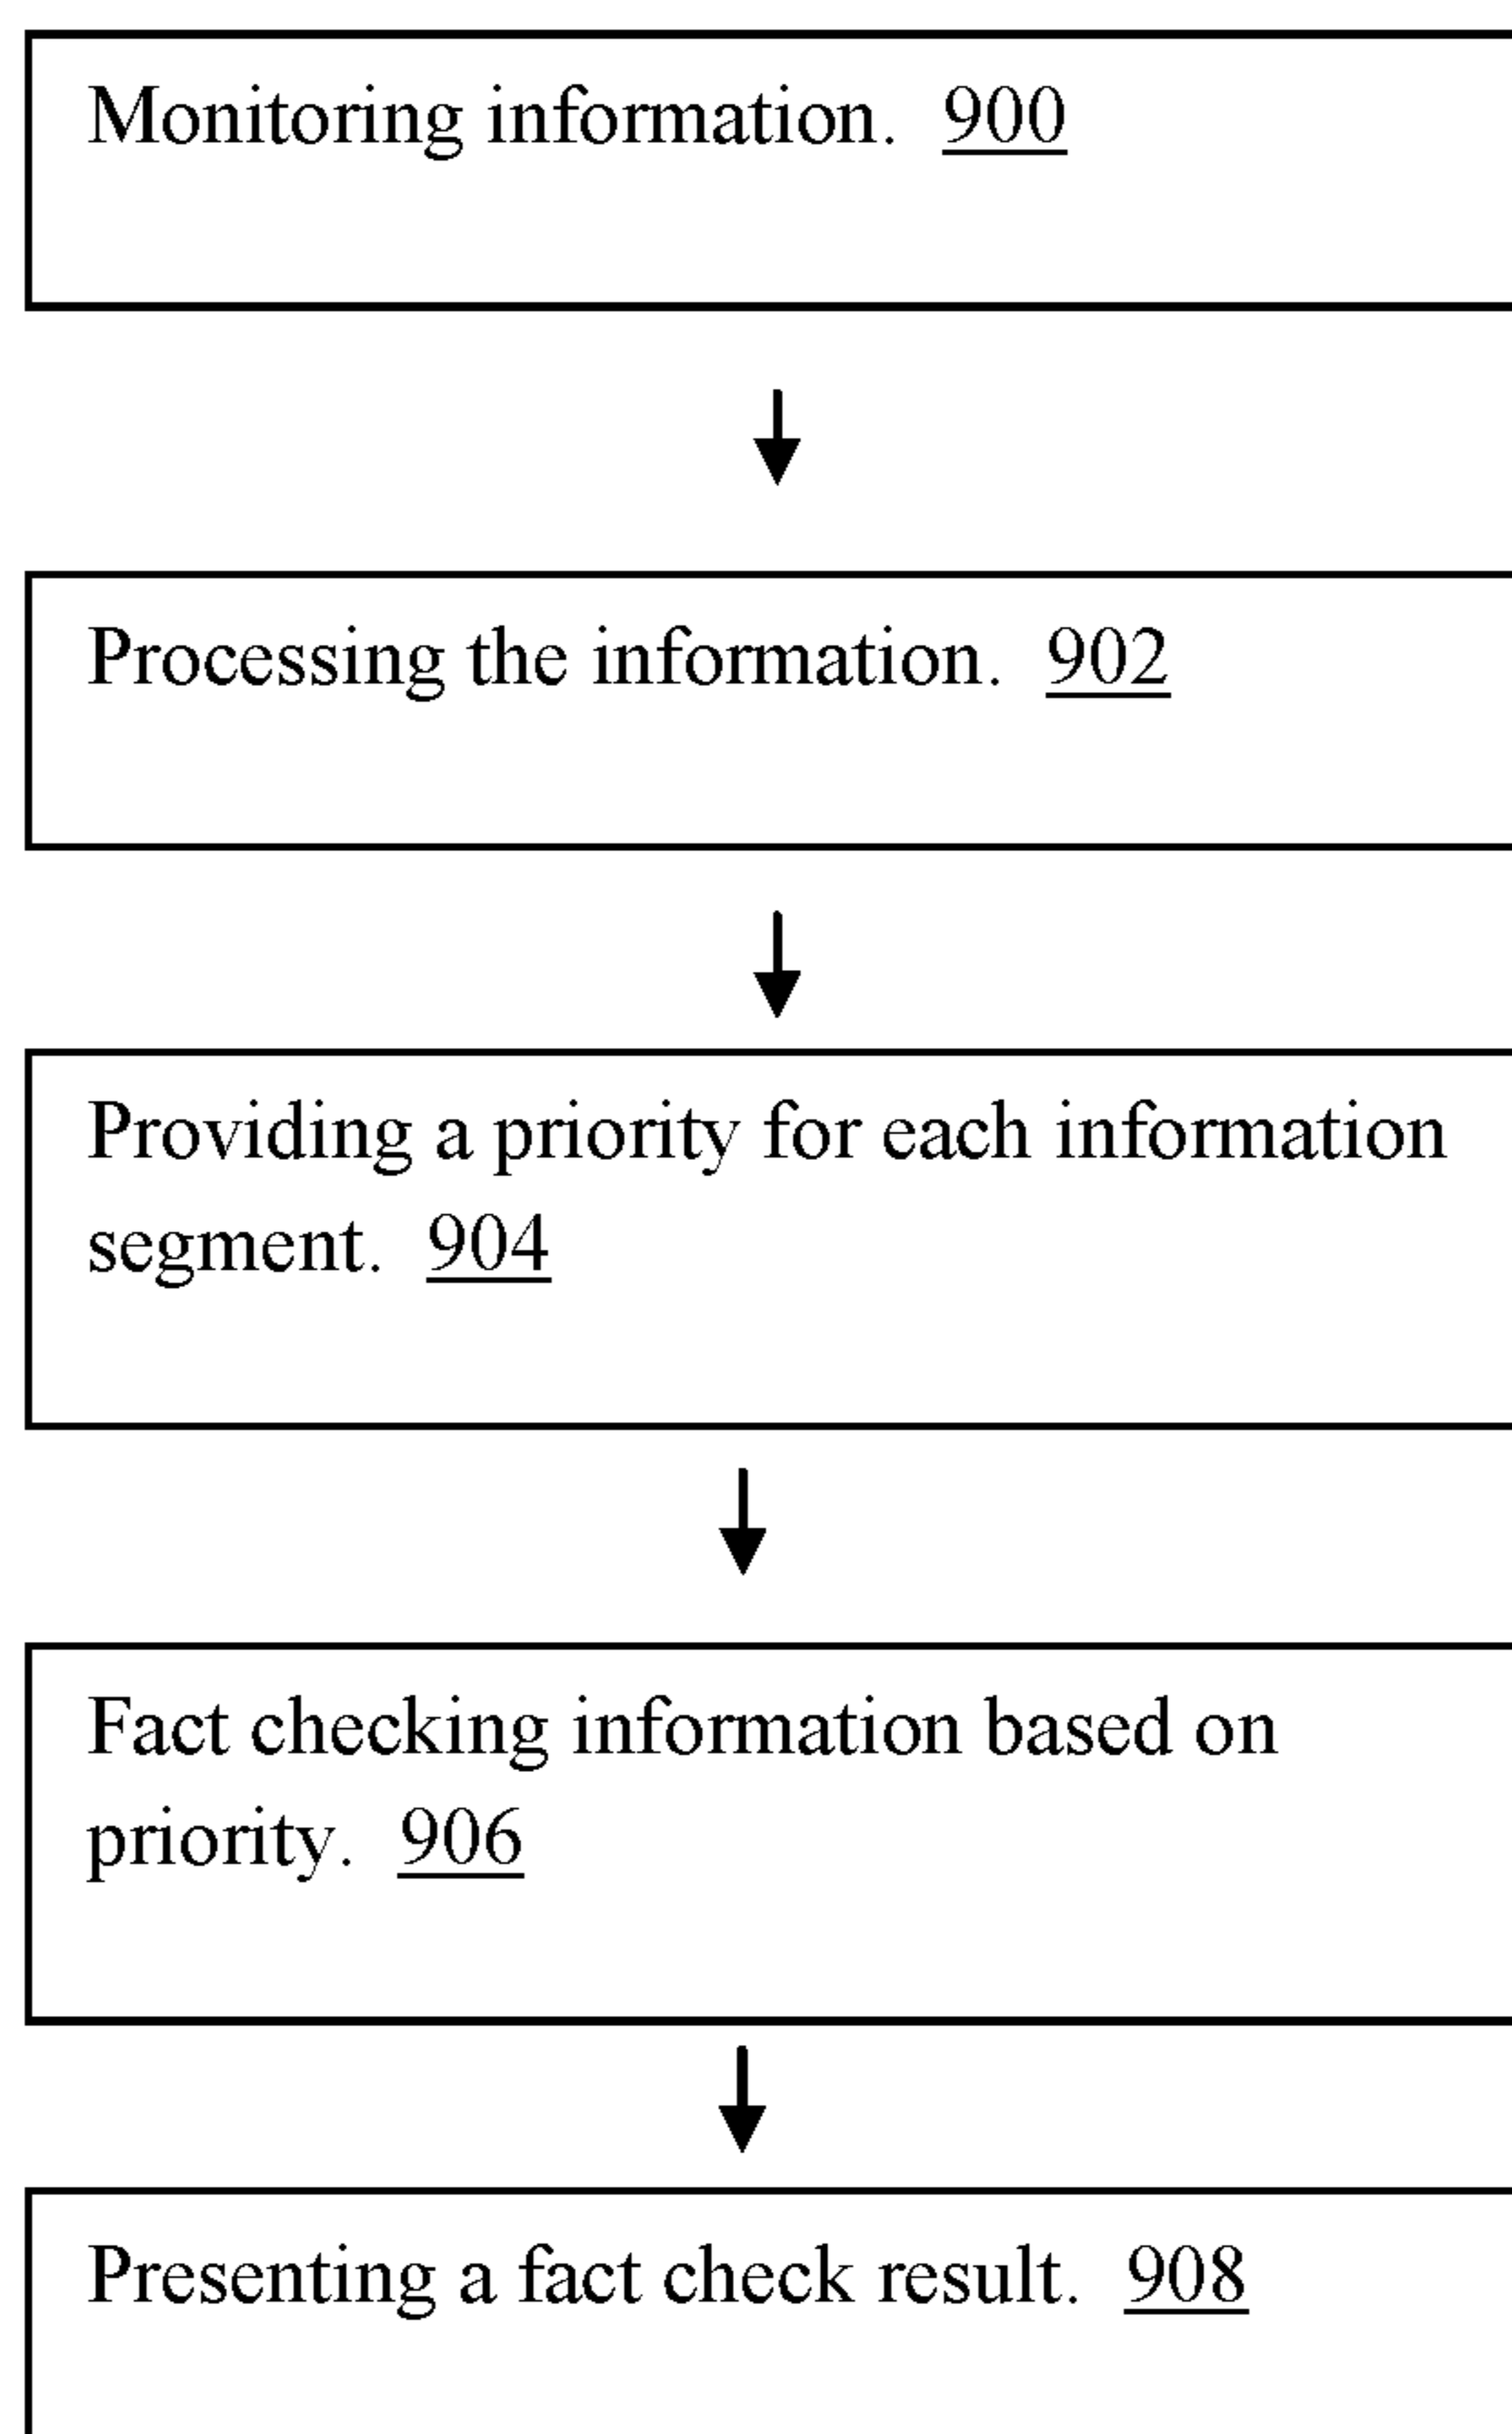 Monitoring information. 900
Processing the information. 902
Providing a priority for each information
segment. 904
Fact checking information based on
priority. 906
Presenting a fact check result. 908